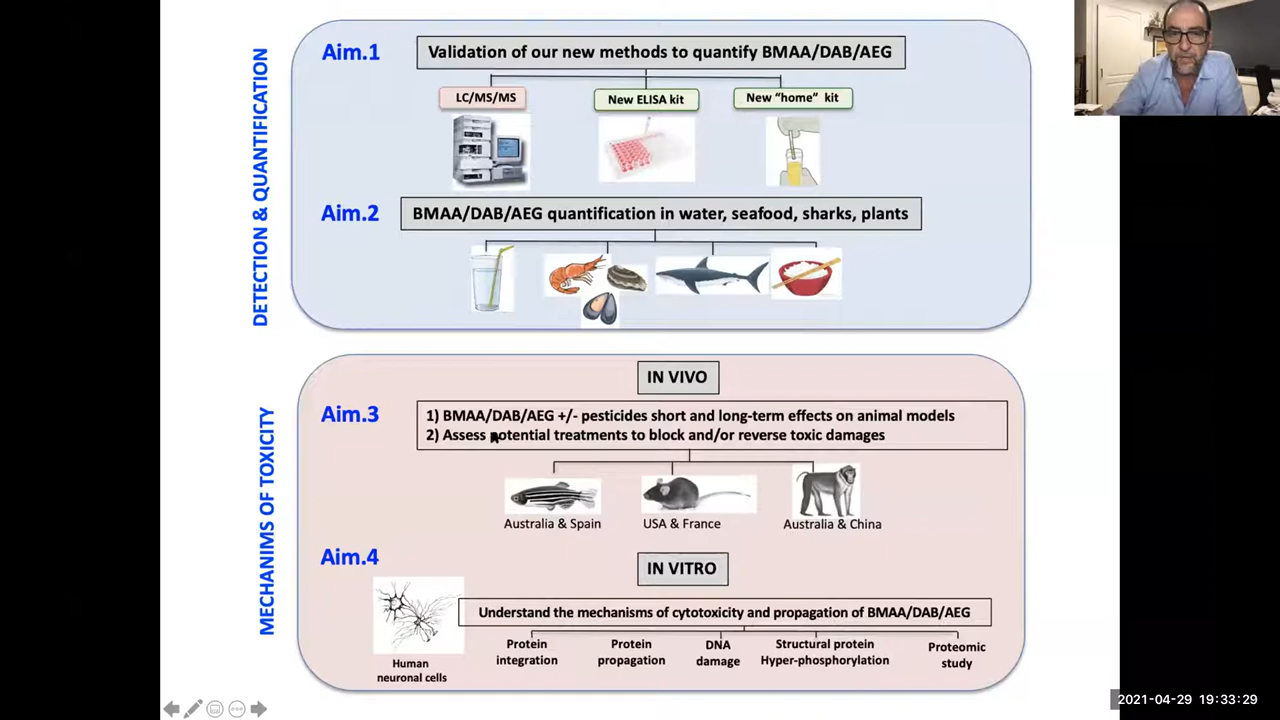 DETECTION & QUANTIFICATION
Aim.1
Validation of our new methods to quantify BMAA/DAB/AEG
LC/MS/MS
New ELISA kit
New “home” kit
Aim.2
BMAA/DAB/AEG quantification in water, seafood, sharks, plants
MECHANIMS OF TOXICITY
IN VIVO
Aim.3
1) BMAA/DAB/AEG +/- pesticides short and long-term effects on animal models
2) Assess potential treatments to block and/or reverse toxic damages
Australia & Spain
USA & France
Australia & China
Aim.4
IN VITRO
Understand the mechanisms of cytotoxicity and propagation of BMAA/DAB/AEG
Human
neuronal cells
Protein
integration
Protein
propagation
DNA
damage
Structural protein
Hyper-phosphorylation
Proteomic
study
2021-04-29 19:33:29